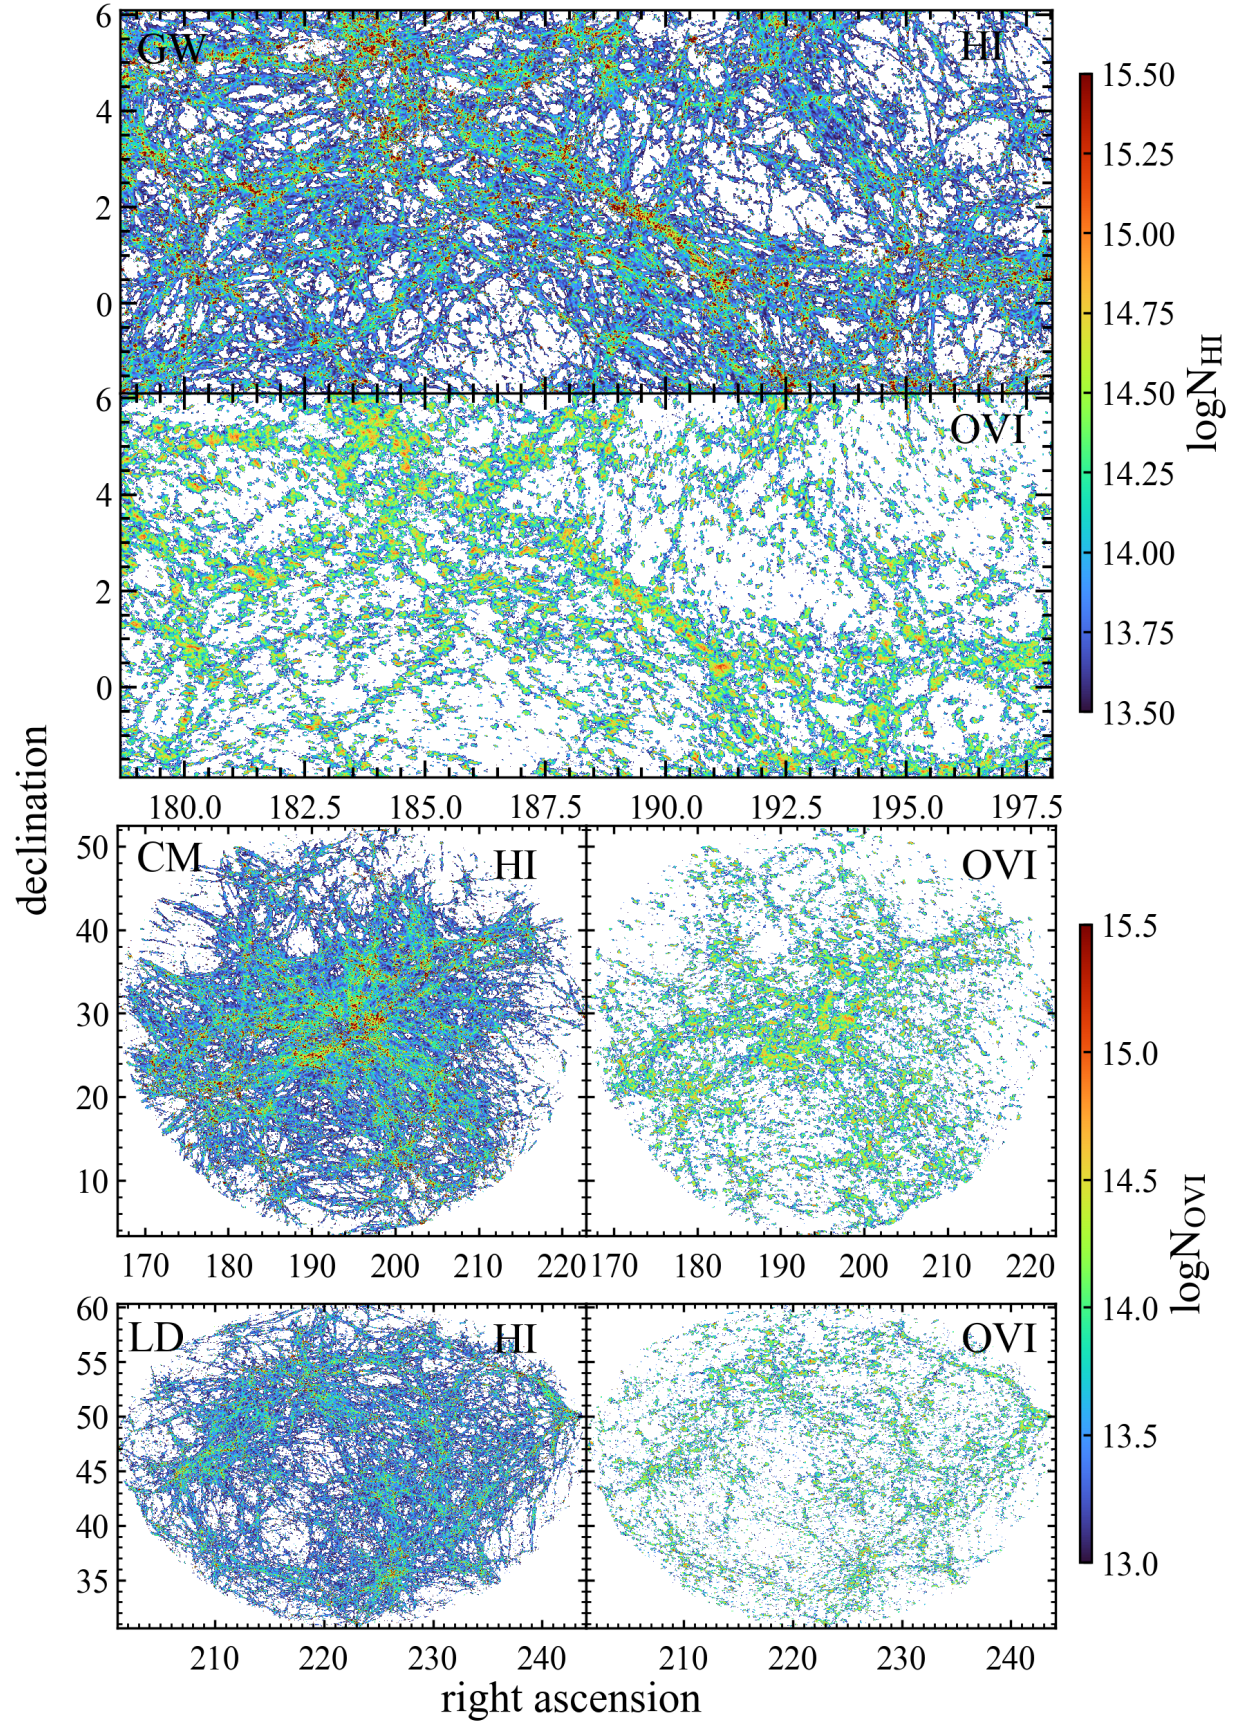 6
GW
HI
4
2
0
6
OVI
4
2
0
180.0 182.5 185.0 187.5 190.0 192.5 195.0 197.5
15.50
15.25
15.00
14.75
14.50
14.25
14.00
13.75
13.50
logN_HI
declination
50
CM
HI
OVI
40
30
20
10
170 180 190 200 210 220 170 180 190 200 210 220
60
LD
HI
OVI
55
50
45
40
35
210 220 230 240 210 220 230 240
right ascension
15.5
15.0
14.5
14.0
13.5
13.0
logN_OVI